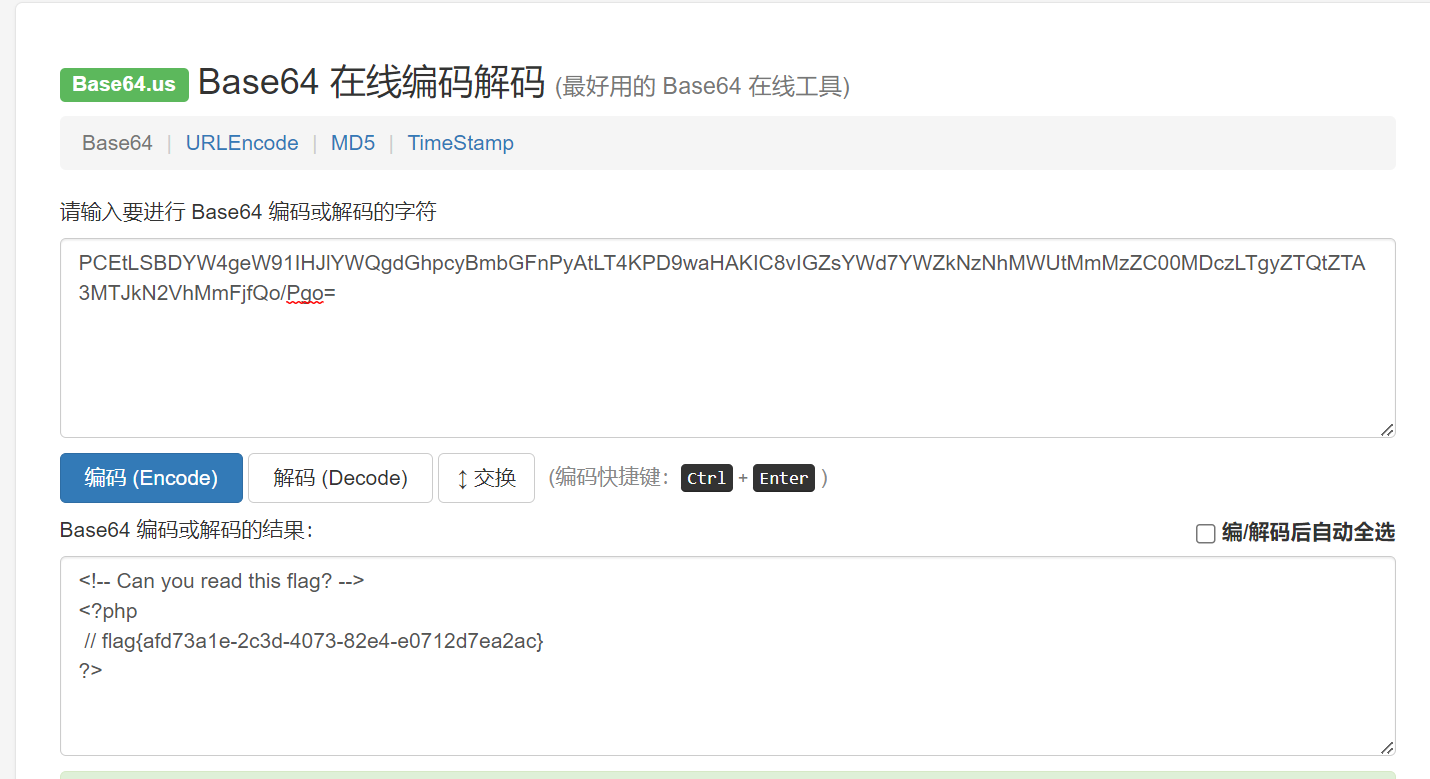 Base64.us Base64 在线编码解码 (最好用的 Base64 在线工具)
Base64 | URLEncode | MD5 | TimeStamp
请输入要进行 Base64 编码或解码的字符
PCEtLSBDYW4geW91IHJlYWQgdGhpcyBmbGFnPyAtLT4KPD9waHAKIC8vIGZsYWd7YWZkNzNhMWUtMmMzZC00MDczLTgyZTQtZTA
3MTJkN2VhMmFjfQo/Pgo=
编码 (Encode) 解码 (Decode) ↕ 交换 (编码快捷键： Ctrl + Enter )
Base64 编码或解码的结果： 编/解码后自动全选
<!-- Can you read this flag? -->
<?php
 // flag{afd73a1e-2c3d-4073-82e4-e0712d7ea2ac}
?>